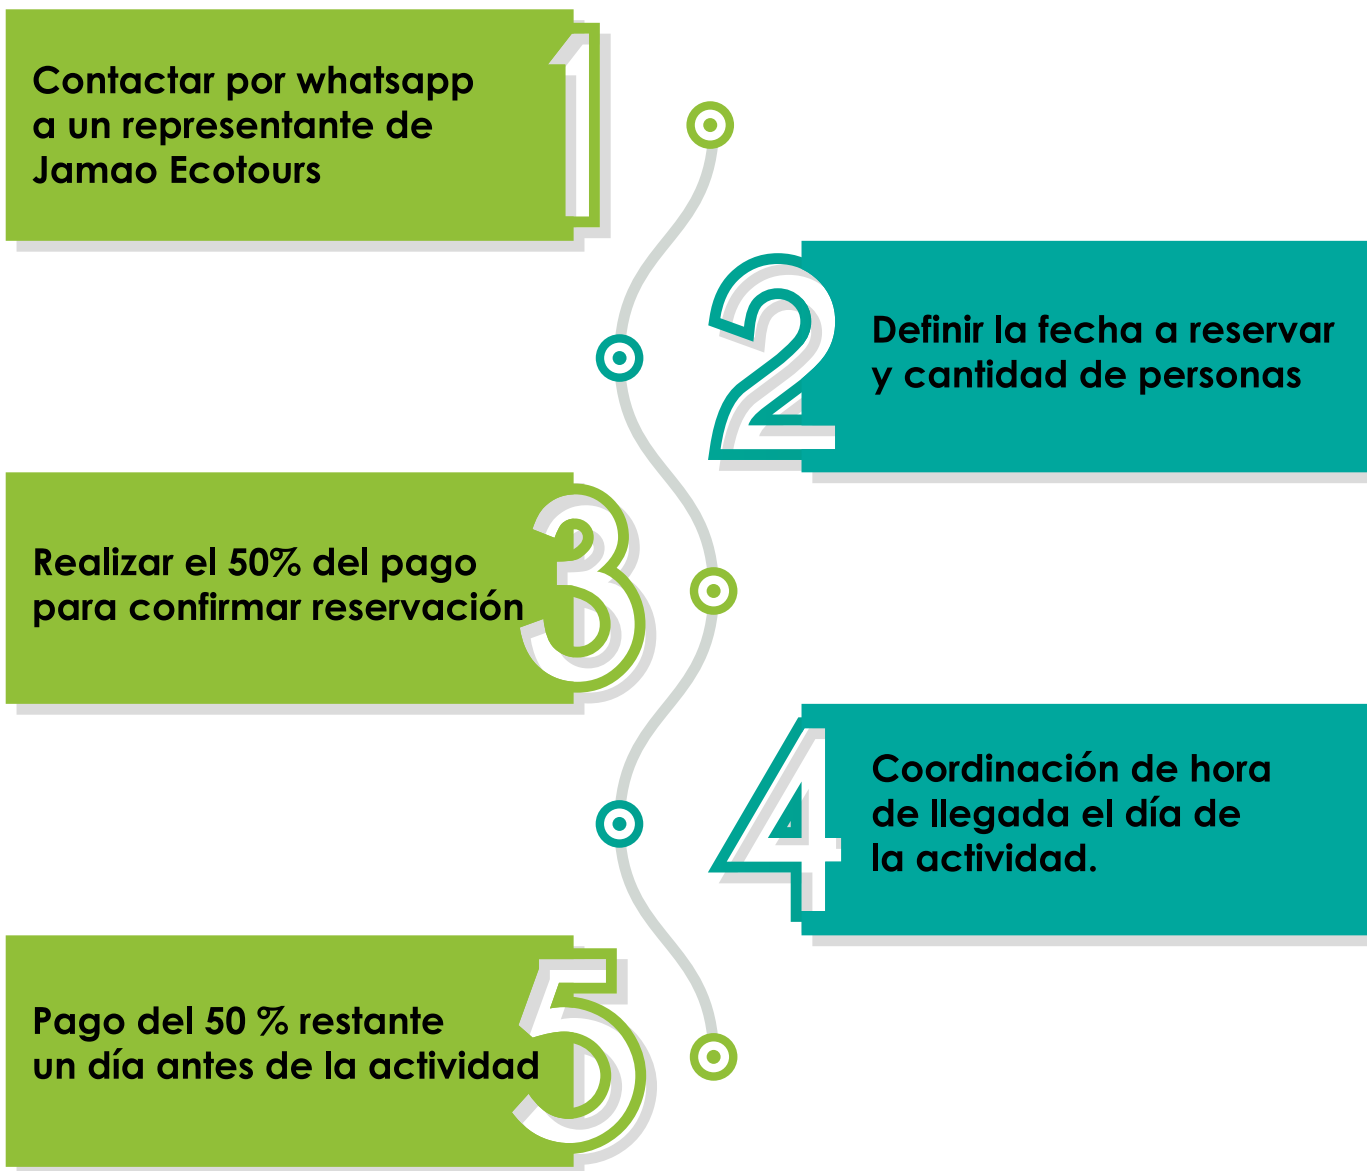 1
Contactar por whatsapp
a un representante de
Jamao Ecotours
2
Definir la fecha a reservar
y cantidad de personas
3
Realizar el 50% del pago
para confirmar reservación
4
Coordinación de hora
de llegada el día de
la actividad.
5
Pago del 50 % restante
un día antes de la actividad